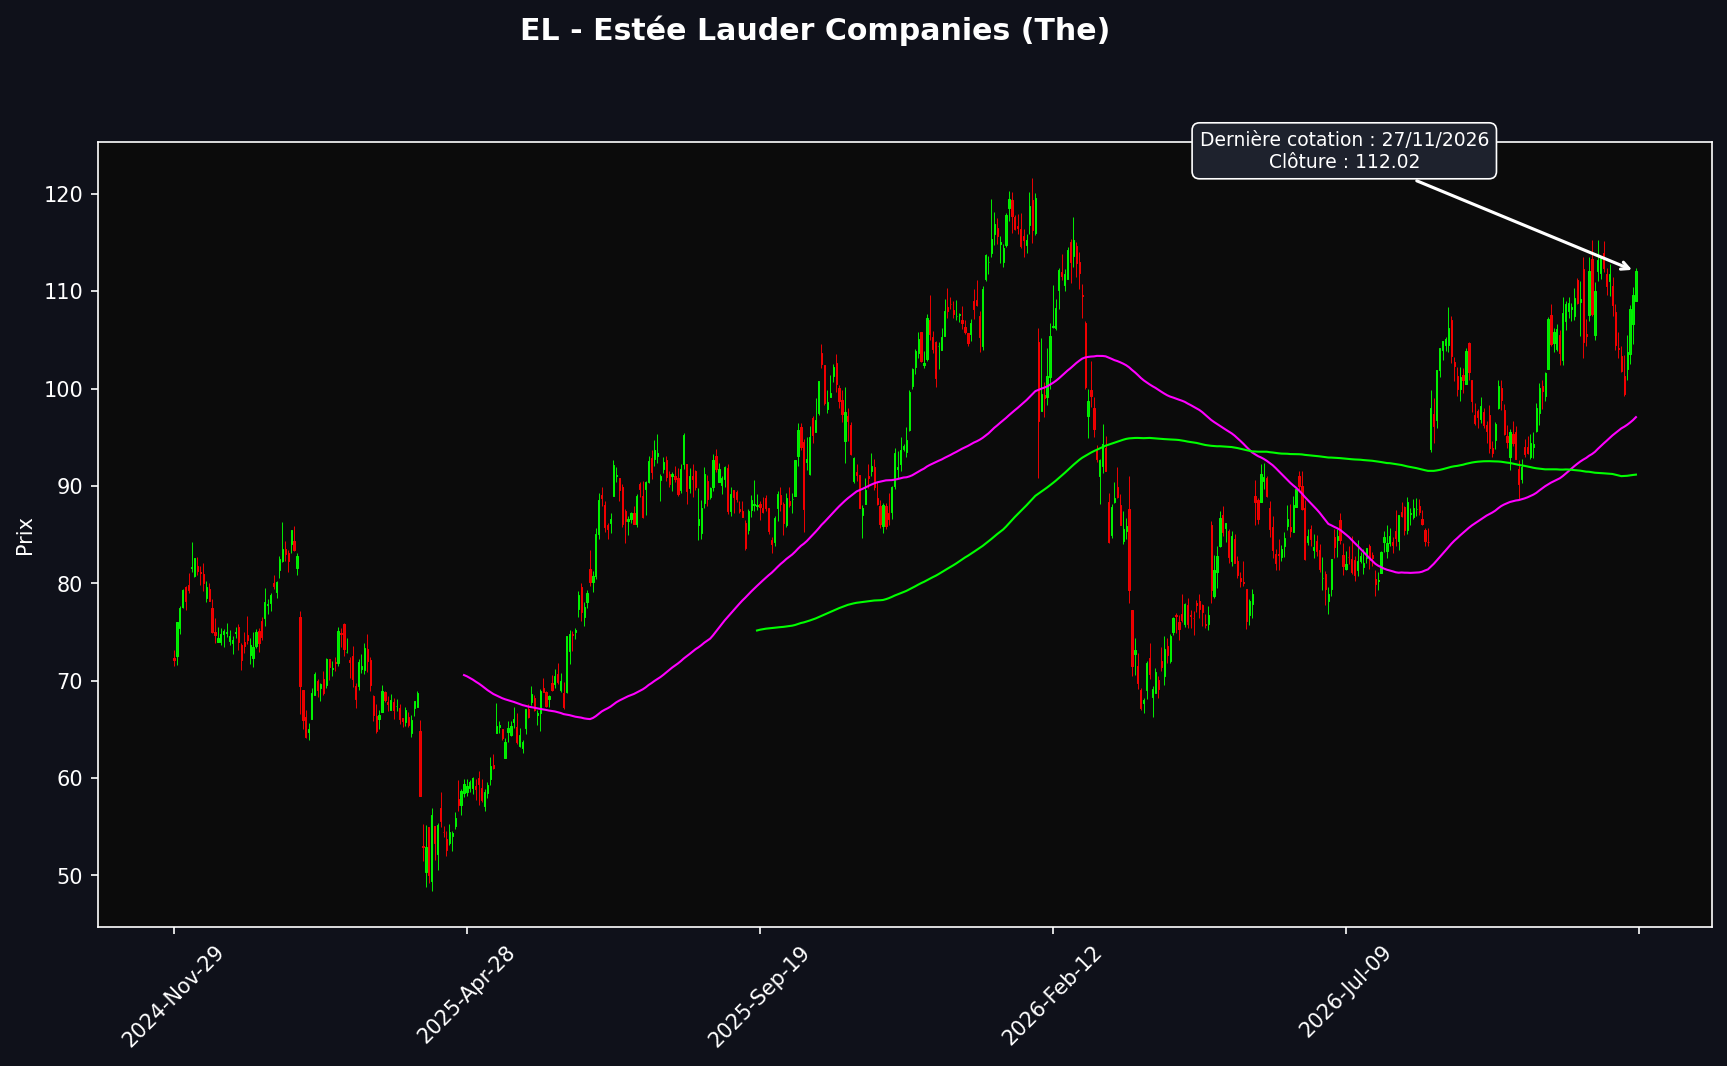 EL - Estée Lauder Companies (The)
Dernière cotation : 27/11/2026
Clôture : 112.02
Prix
120
110
100
90
80
70
60
50
2024-Nov-29
2025-Apr-28
2025-Sep-19
2026-Feb-12
2026-Jul-09